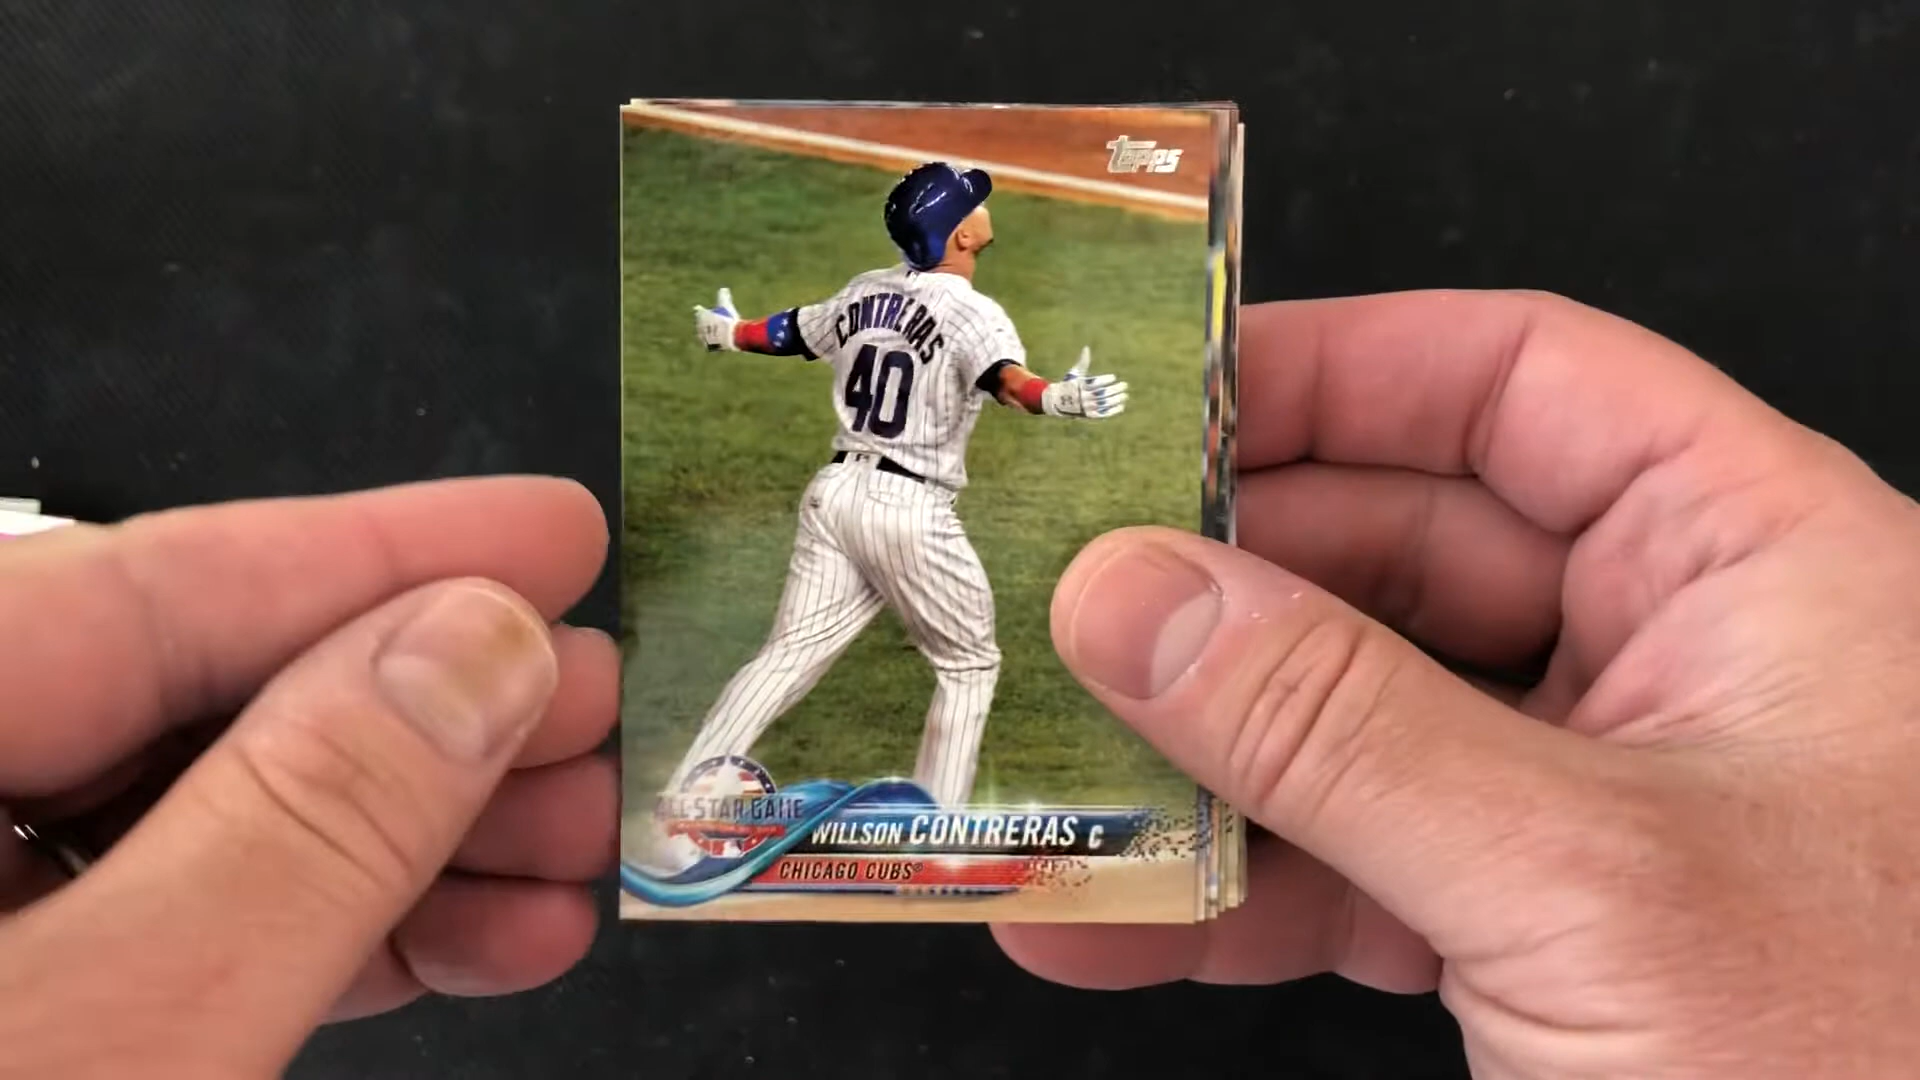 topps
CONTRERAS
40
ALL-STAR GAME
WILLSON CONTRERAS C
CHICAGO CUBS®